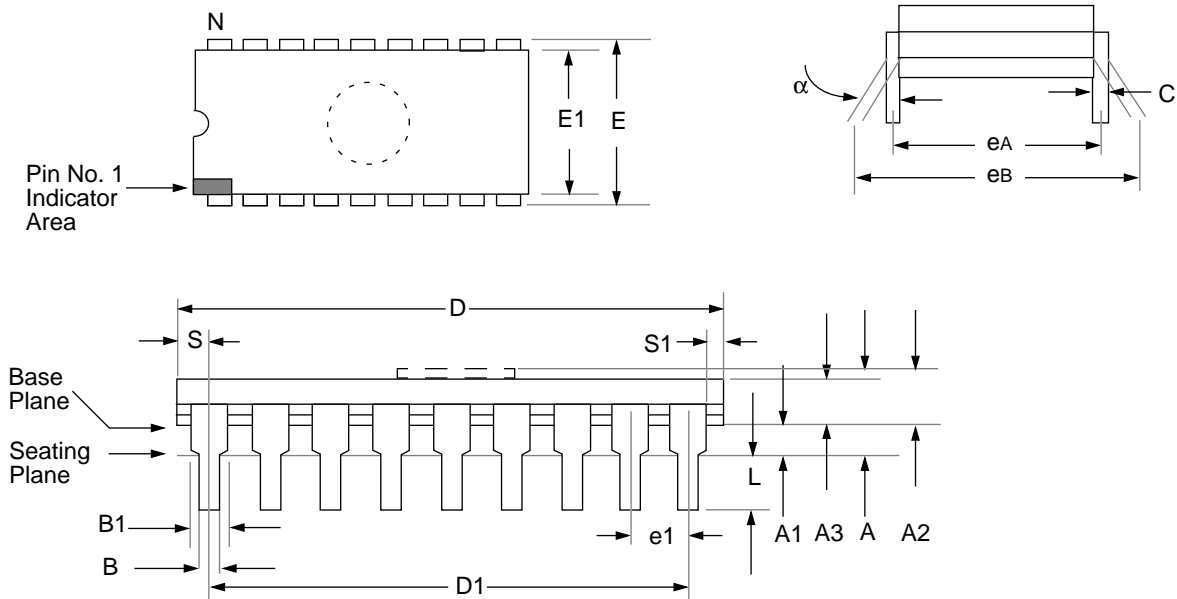 N
E1
E
Pin No. 1
Indicator
Area
α
C
eA
eB
D
S
S1
Base
Plane
Seating
Plane
L
B1
e1
A1
A3
A
A2
B
D1